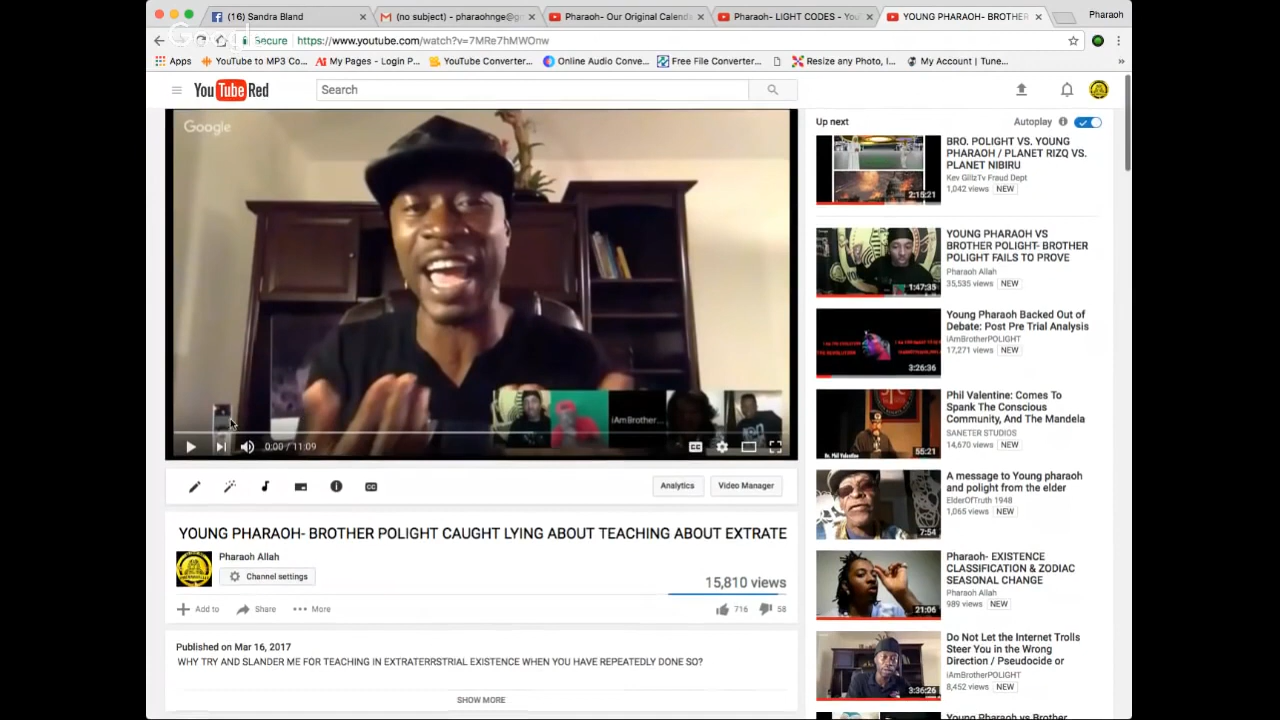 (16) Sandra Bland
(no subject) - pharaohnge@g
Pharaoh- Our Original Calenda
Pharaoh- LIGHT CODES - YouT
YOUNG PHARAOH- BROTHER
Pharaoh
Secure
https://www.youtube.com/watch?v=7MRe7hMWOnw
Apps
YouTube to MP3 Co...
My Pages - Login P...
YouTube Converter...
Online Audio Conve...
Free File Converter...
Resize any Photo, I...
My Account | Tune...
YouTube Red
Search
Google
iAmBrother...
0:00 / 11:09
Analytics
Video Manager
YOUNG PHARAOH- BROTHER POLIGHT CAUGHT LYING ABOUT TEACHING ABOUT EXTRATE
Pharaoh Allah
Channel settings
15,810 views
Add to
Share
More
716
58
Published on Mar 16, 2017
WHY TRY AND SLANDER ME FOR TEACHING IN EXTRATERRSTRIAL EXISTENCE WHEN YOU HAVE REPEATEDLY DONE SO?
SHOW MORE
Up next
Autoplay
BRO. POLIGHT VS. YOUNG
PHARAOH / PLANET RIZQ VS.
PLANET NIBIRU
Kev GillzTv Fraud Dept
1,042 views NEW
2:15:21
YOUNG PHARAOH VS
BROTHER POLIGHT- BROTHER
POLIGHT FAILS TO PROVE
Pharaoh Allah
35,535 views NEW
1:47:35
Young Pharaoh Backed Out of
Debate: Post Pre Trial Analysis
iAmBrotherPOLIGHT
17,271 views NEW
3:26:36
Phil Valentine: Comes To
Spank The Conscious
Community, And The Mandela
SANETER STUDIOS
14,670 views NEW
55:21
A message to Young pharaoh
and polight from the elder
ElderOfTruth 1948
1,065 views NEW
7:54
Pharaoh- EXISTENCE
CLASSIFICATION & ZODIAC
SEASONAL CHANGE
Pharaoh Allah
989 views NEW
21:06
Do Not Let the Internet Trolls
Steer You in the Wrong
Direction / Pseudocide or
iAmBrotherPOLIGHT
8,452 views NEW
3:36:26
Young Pharaoh vs Brother